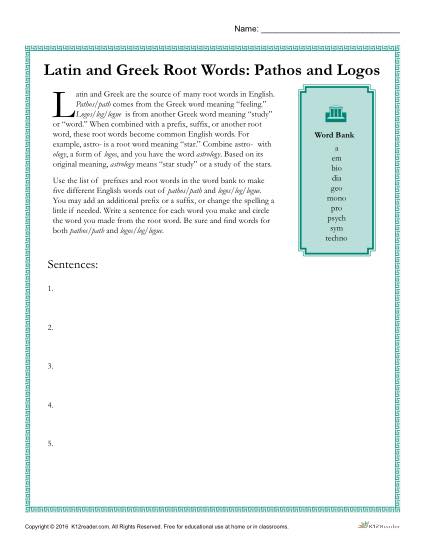 Name:
Latin and Greek Root Words: Pathos and Logos
Latin and Greek are the source of many root words in English.
Pathos/path comes from the Greek word meaning “feeling.”
Logos/log/logue is from another Greek word meaning “study”
or “word.” When combined with a prefix, suffix, or another root
word, these root words become common English words. For
example, astro- is a root word meaning “star.” Combine astro- with
ology, a form of logos, and you have the word astrology. Based on its
original meaning, astrology means “star study” or a study of the stars.
Use the list of prefixes and root words in the word bank to make
five different English words out of pathos/path and logos/log/logue.
You may add an additional prefix or a suffix, or change the spelling a
little if needed. Write a sentence for each word you make and circle
the word you made from the root word. Be sure and find words for
both pathos/path and logos/log/logue.
Word Bank
a
em
bio
dia
geo
mono
pro
psych
sym
techno
Sentences:
1.
2.
3.
4.
5.
Copyright © 2016 K12reader.com. All Rights Reserved. Free for educational use at home or in classrooms.
K12Reader